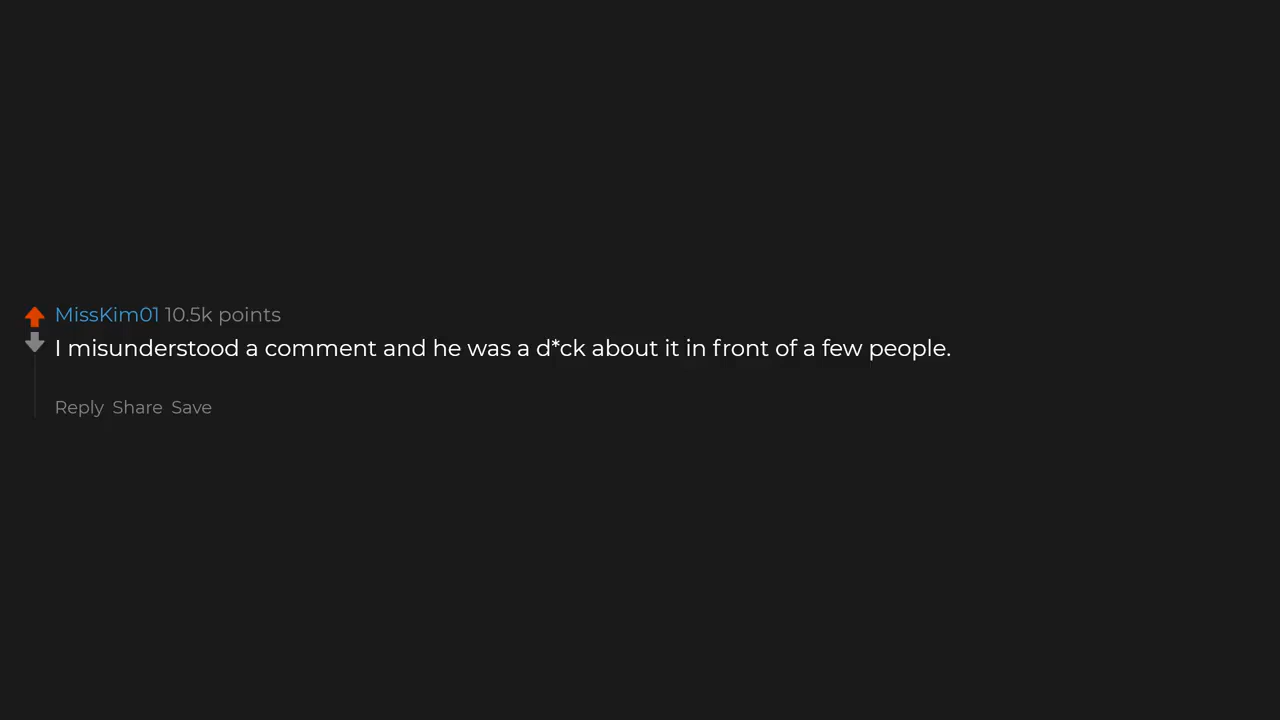 MissKim01 10.5k points
I misunderstood a comment and he was a d*ck about it in front of a few people.
Reply Share Save